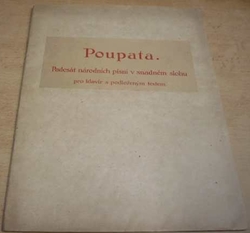 Poupata.
Padesát národních písní v snadném slohu
pro klavír s podloženým textem.